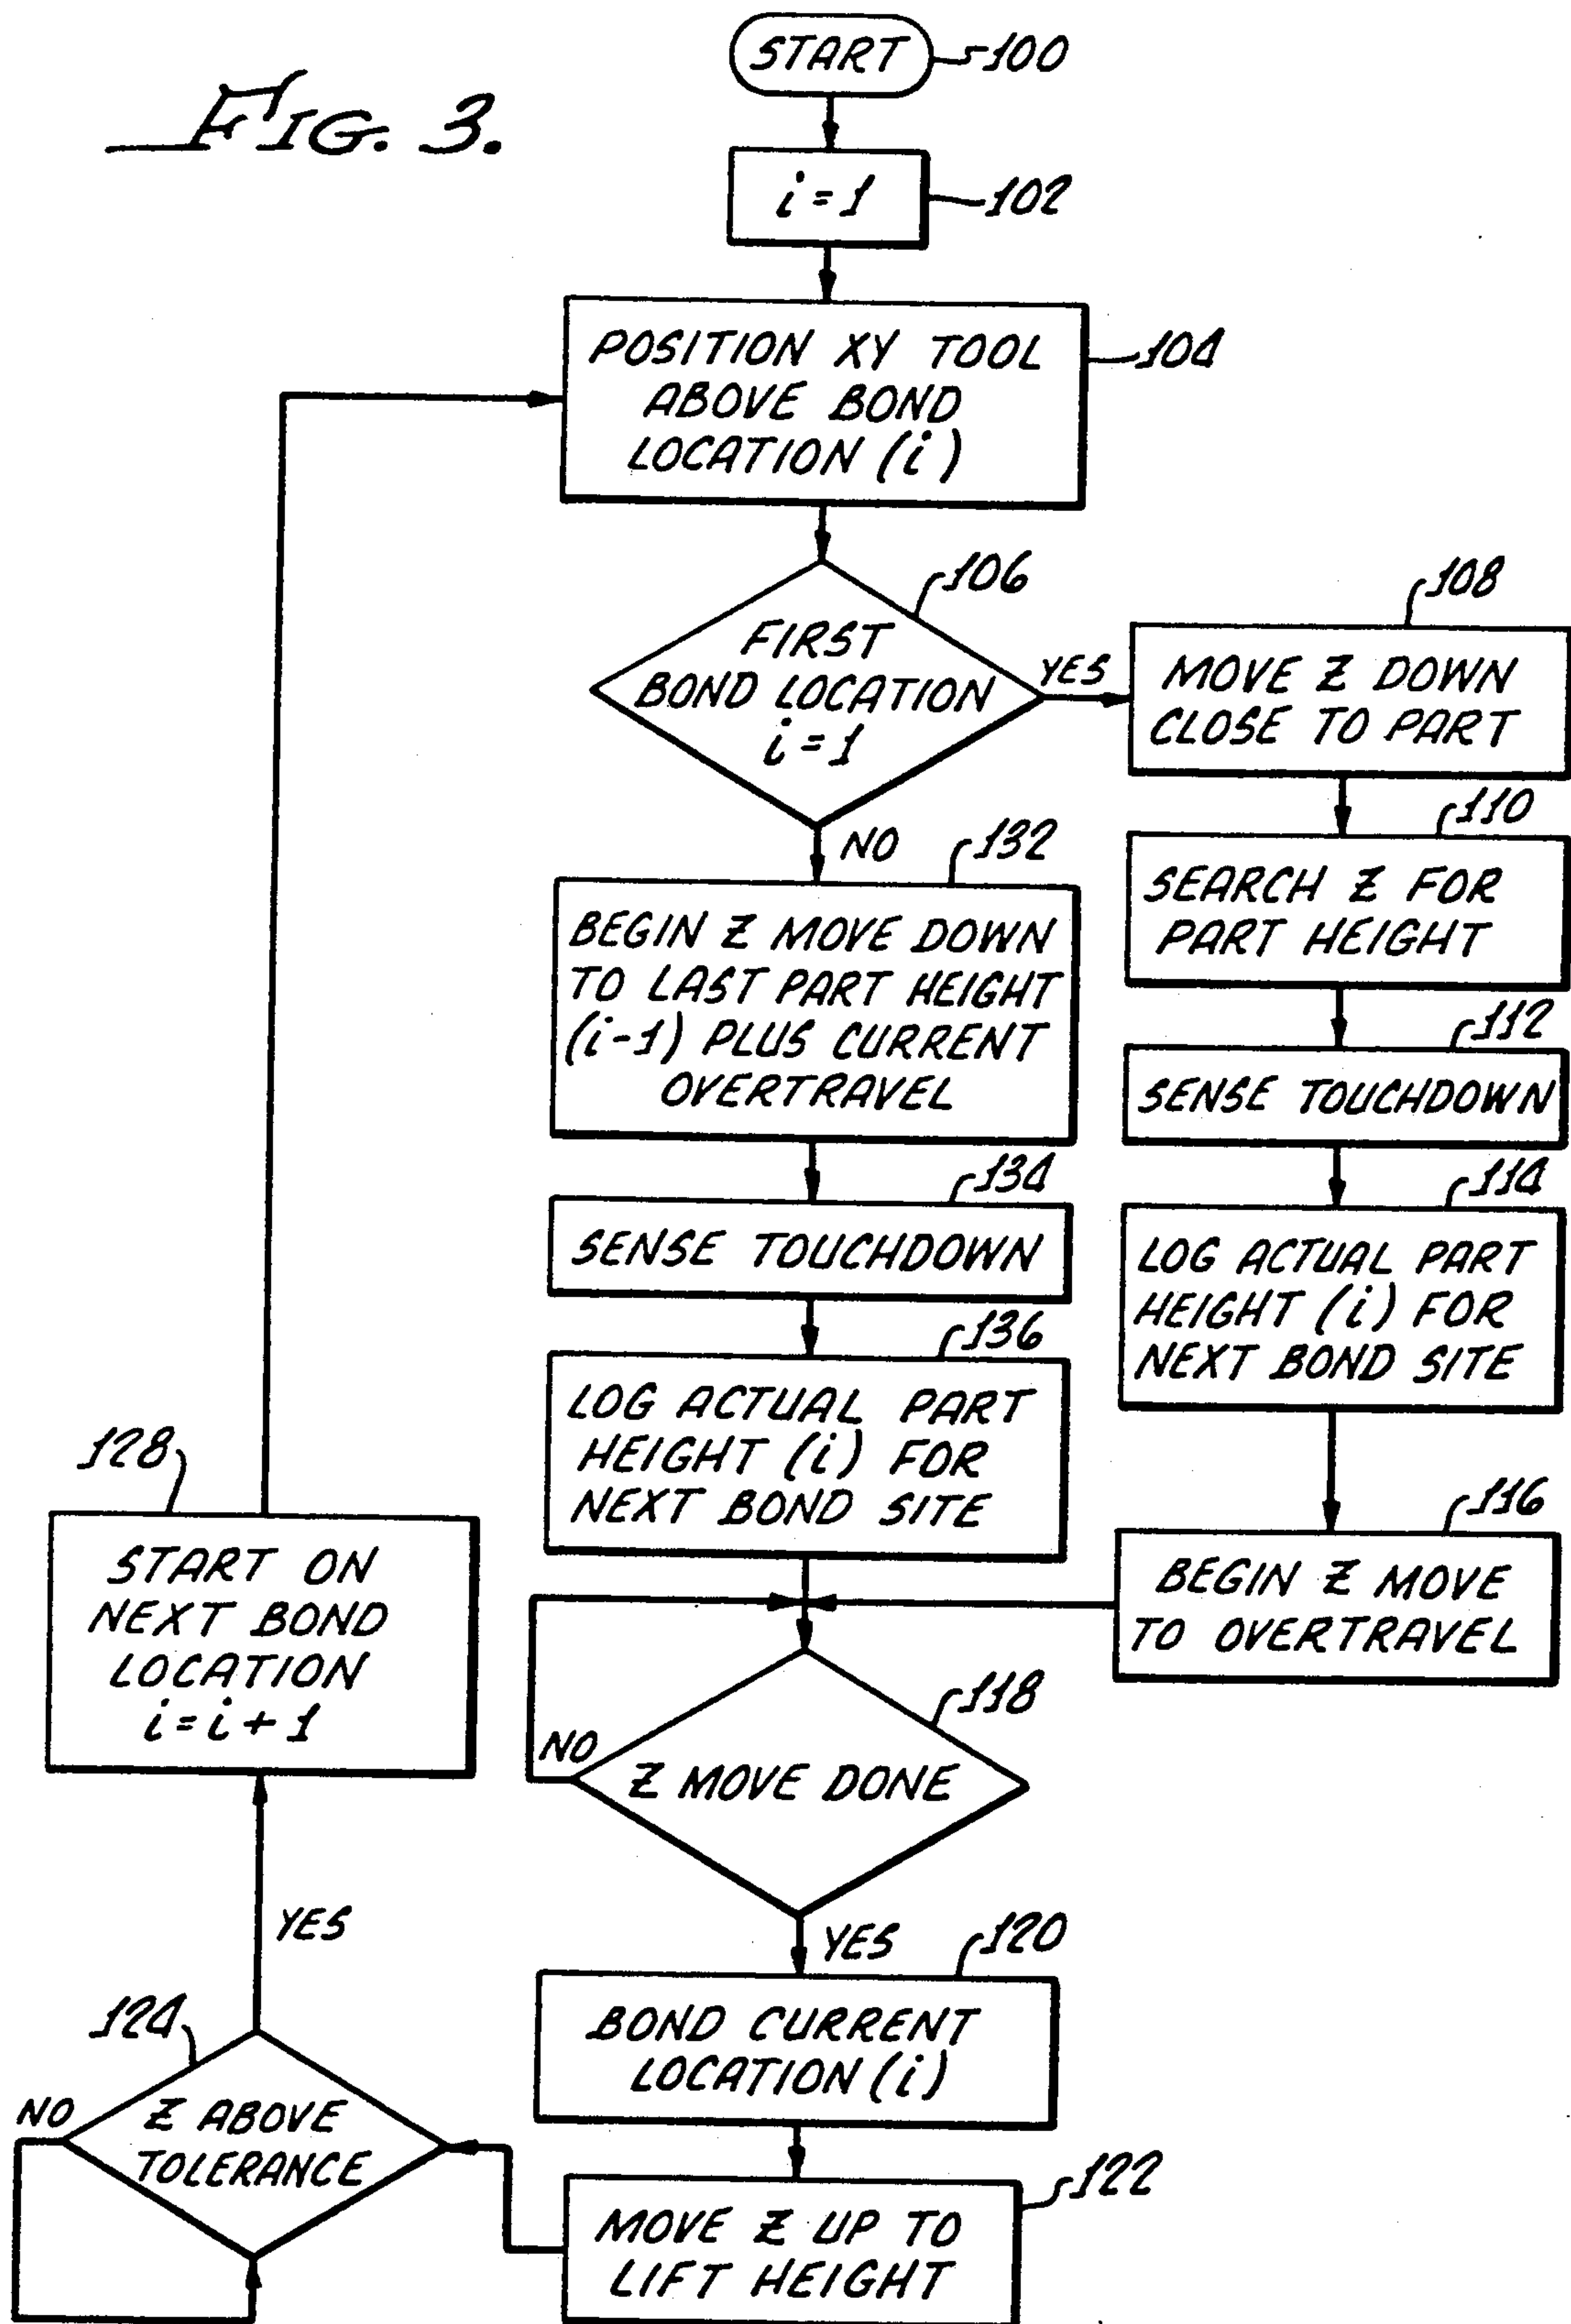 FIG. 3.
START
100
i = 1
102
POSITION XY TOOL
ABOVE BOND
LOCATION (i)
104
106
FIRST
BOND LOCATION
i = 1
YES
NO
108
MOVE Z DOWN
CLOSE TO PART
110
SEARCH Z FOR
PART HEIGHT
112
SENSE TOUCHDOWN
114
LOG ACTUAL PART
HEIGHT (i) FOR
NEXT BOND SITE
116
BEGIN Z MOVE
TO OVERTRAVEL
132
BEGIN Z MOVE DOWN
TO LAST PART HEIGHT
(i-1) PLUS CURRENT
OVERTRAVEL
134
SENSE TOUCHDOWN
136
LOG ACTUAL PART
HEIGHT (i) FOR
NEXT BOND SITE
118
NO
Z MOVE DONE
YES
120
BOND CURRENT
LOCATION (i)
122
MOVE Z UP TO
LIFT HEIGHT
124
NO
Z ABOVE
TOLERANCE
YES
128
START ON
NEXT BOND
LOCATION
i = i + 1